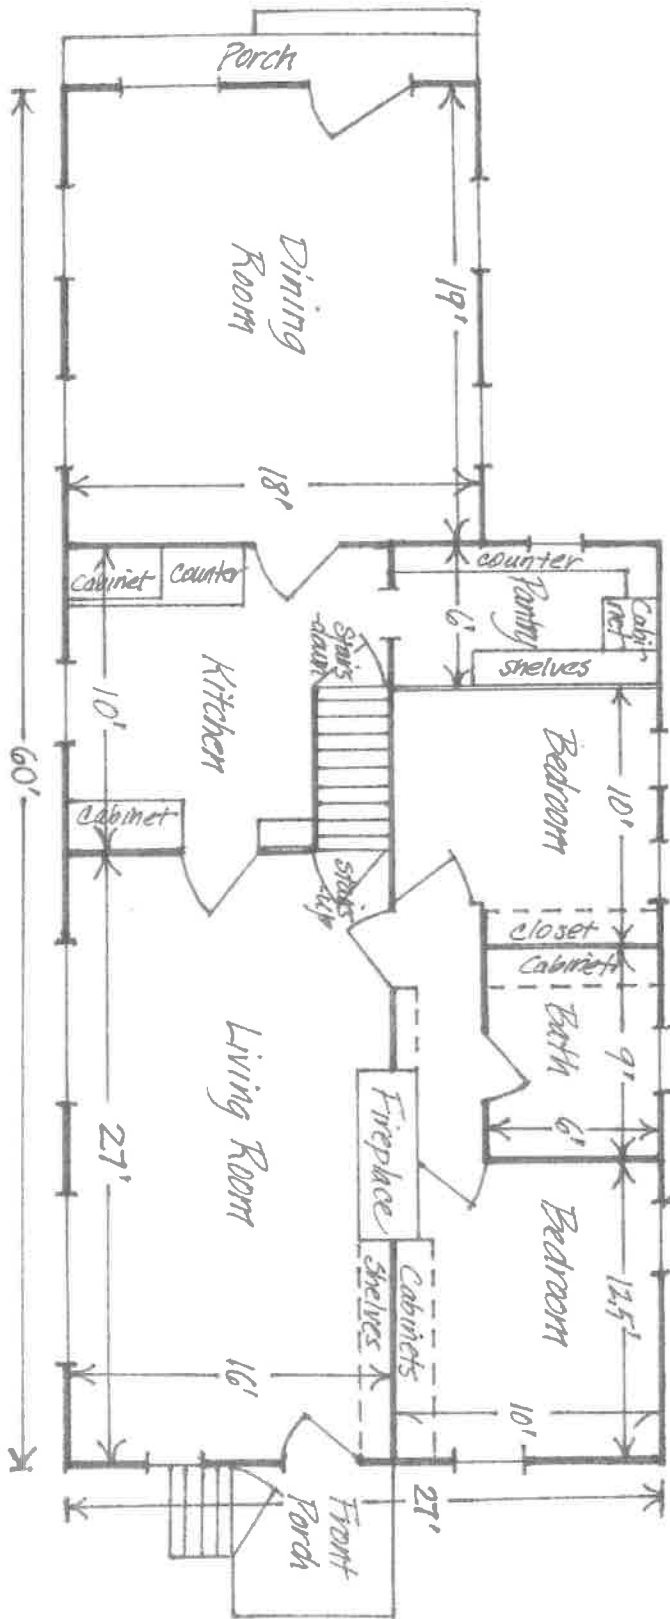 Porch
Dining
Room
19'
18'
60'
Cabinet
Counter
counter
Pantry
Cabi-
net
shelves
6'
Stairs
down
Kitchen
10'
Cabinet
Bedroom
10'
closet
Cabinet
stairs
up
Bath
9'
6'
Living Room
27'
Fireplace
shelves
Cabinets
Bedroom
12.5'
16'
10'
27'
Front
Porch